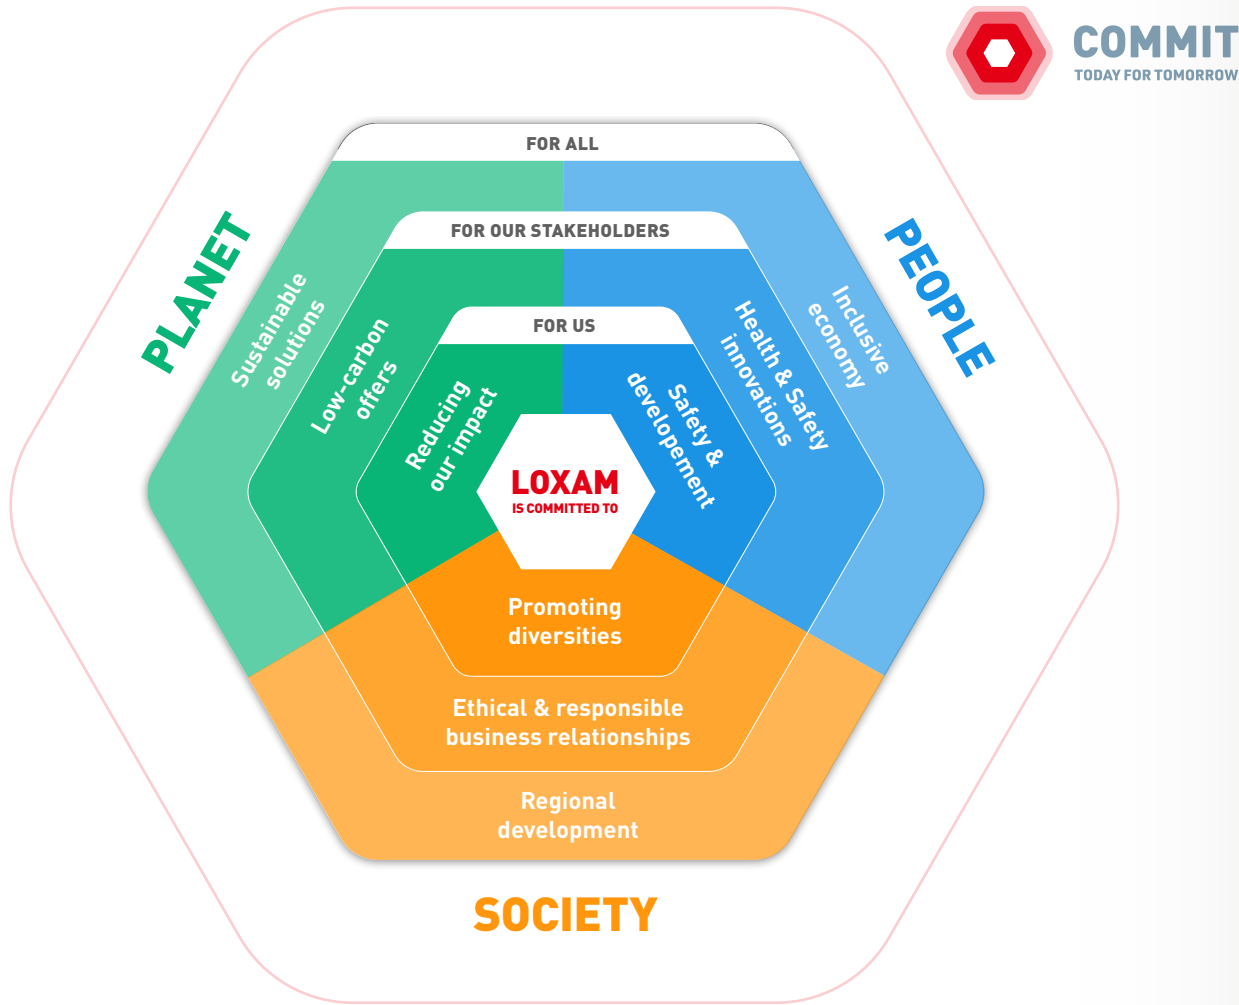 COMMIT
TODAY FOR TOMORROW
FOR ALL
FOR OUR STAKEHOLDERS
FOR US
PLANET
Sustainable
solutions
Low-carbon
offers
Reducing
our impact
PEOPLE
Inclusive
economy
Health & Safety
innovations
Safety &
developement
LOXAM
IS COMMITTED TO
Promoting
diversities
Ethical & responsible
business relationships
Regional
development
SOCIETY